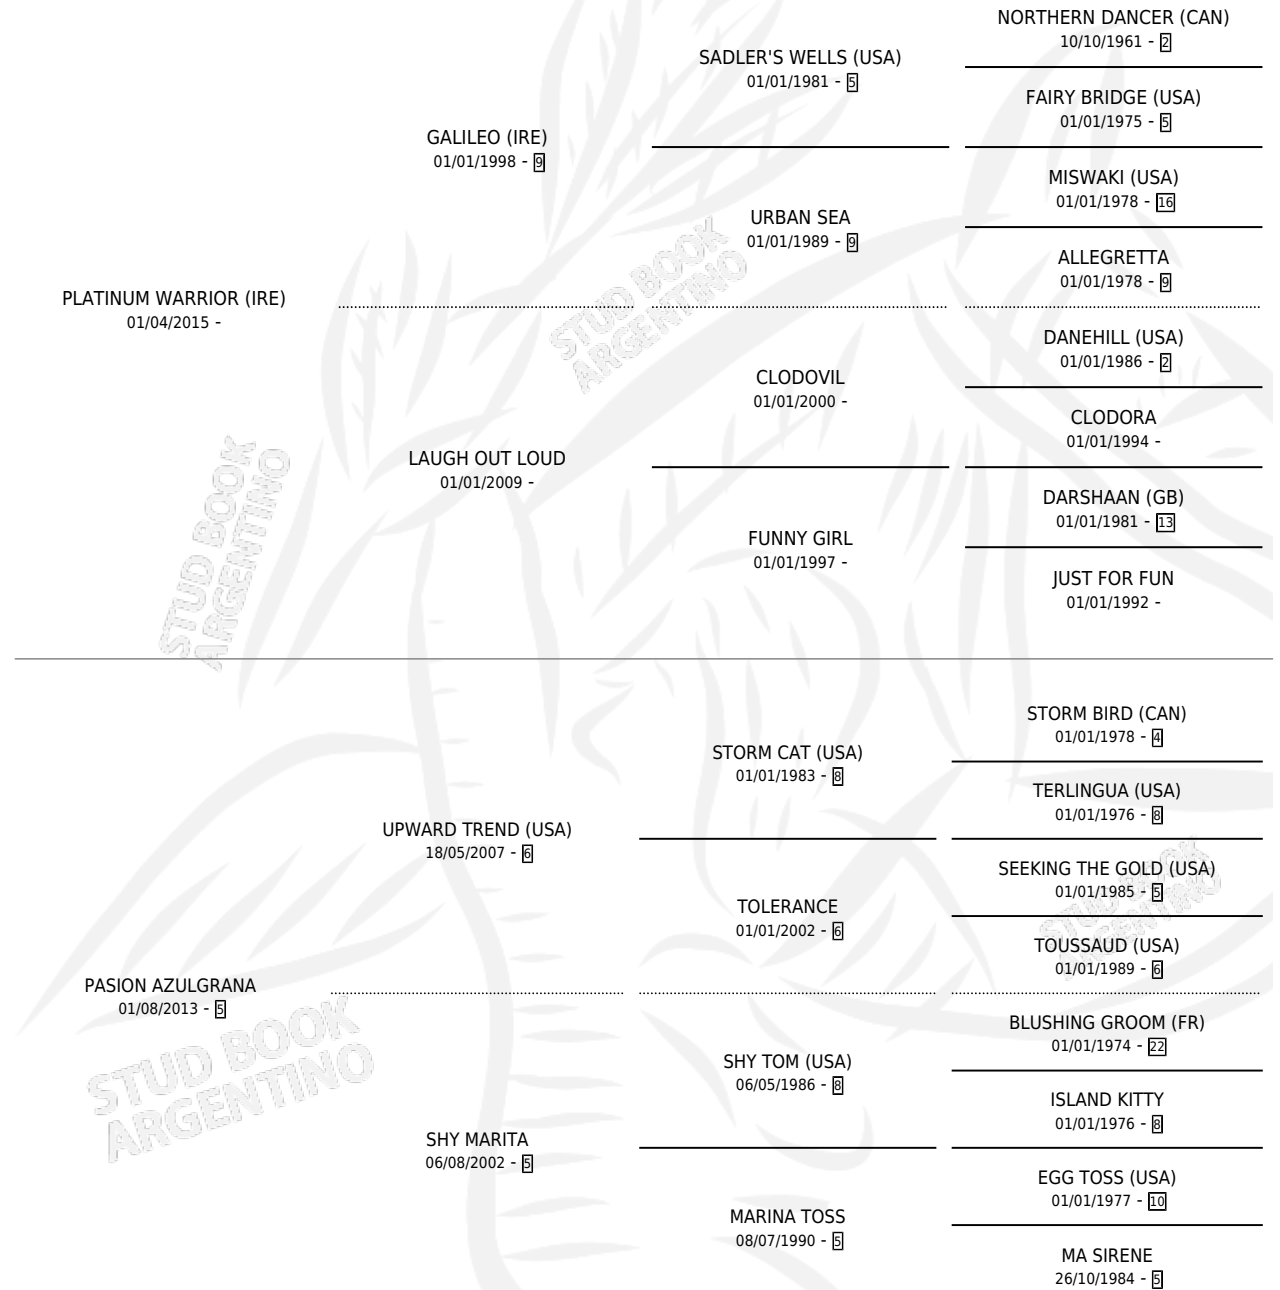 NORTHERN DANCER (CAN)
10/10/1961 - 2
SADLER'S WELLS (USA)
01/01/1981 - 5
FAIRY BRIDGE (USA)
01/01/1975 - 5
GALILEO (IRE)
01/01/1998 - 9
MISWAKI (USA)
01/01/1978 - 16
URBAN SEA
01/01/1989 - 9
ALLEGRETTA
01/01/1978 - 9
PLATINUM WARRIOR (IRE)
01/04/2015 -
DANEHILL (USA)
01/01/1986 - 2
CLODOVIL
01/01/2000 -
CLODORA
01/01/1994 -
LAUGH OUT LOUD
01/01/2009 -
DARSHAAN (GB)
01/01/1981 - 13
FUNNY GIRL
01/01/1997 -
JUST FOR FUN
01/01/1992 -
STORM BIRD (CAN)
01/01/1978 - 4
STORM CAT (USA)
01/01/1983 - 8
TERLINGUA (USA)
01/01/1976 - 8
UPWARD TREND (USA)
18/05/2007 - 6
SEEKING THE GOLD (USA)
01/01/1985 - 5
TOLERANCE
01/01/2002 - 6
TOUSSAUD (USA)
01/01/1989 - 6
PASION AZULGRANA
01/08/2013 - 5
BLUSHING GROOM (FR)
01/01/1974 - 22
SHY TOM (USA)
06/05/1986 - 8
ISLAND KITTY
01/01/1976 - 8
SHY MARITA
06/08/2002 - 5
EGG TOSS (USA)
01/01/1977 - 10
MARINA TOSS
08/07/1990 - 5
MA SIRENE
26/10/1984 - 5
STUD BOOK
ARGENTINO
STUD BOOK
ARGENTINO
STUD BOOK
ARGENTINO
STUD BOOK
ARGENTINO